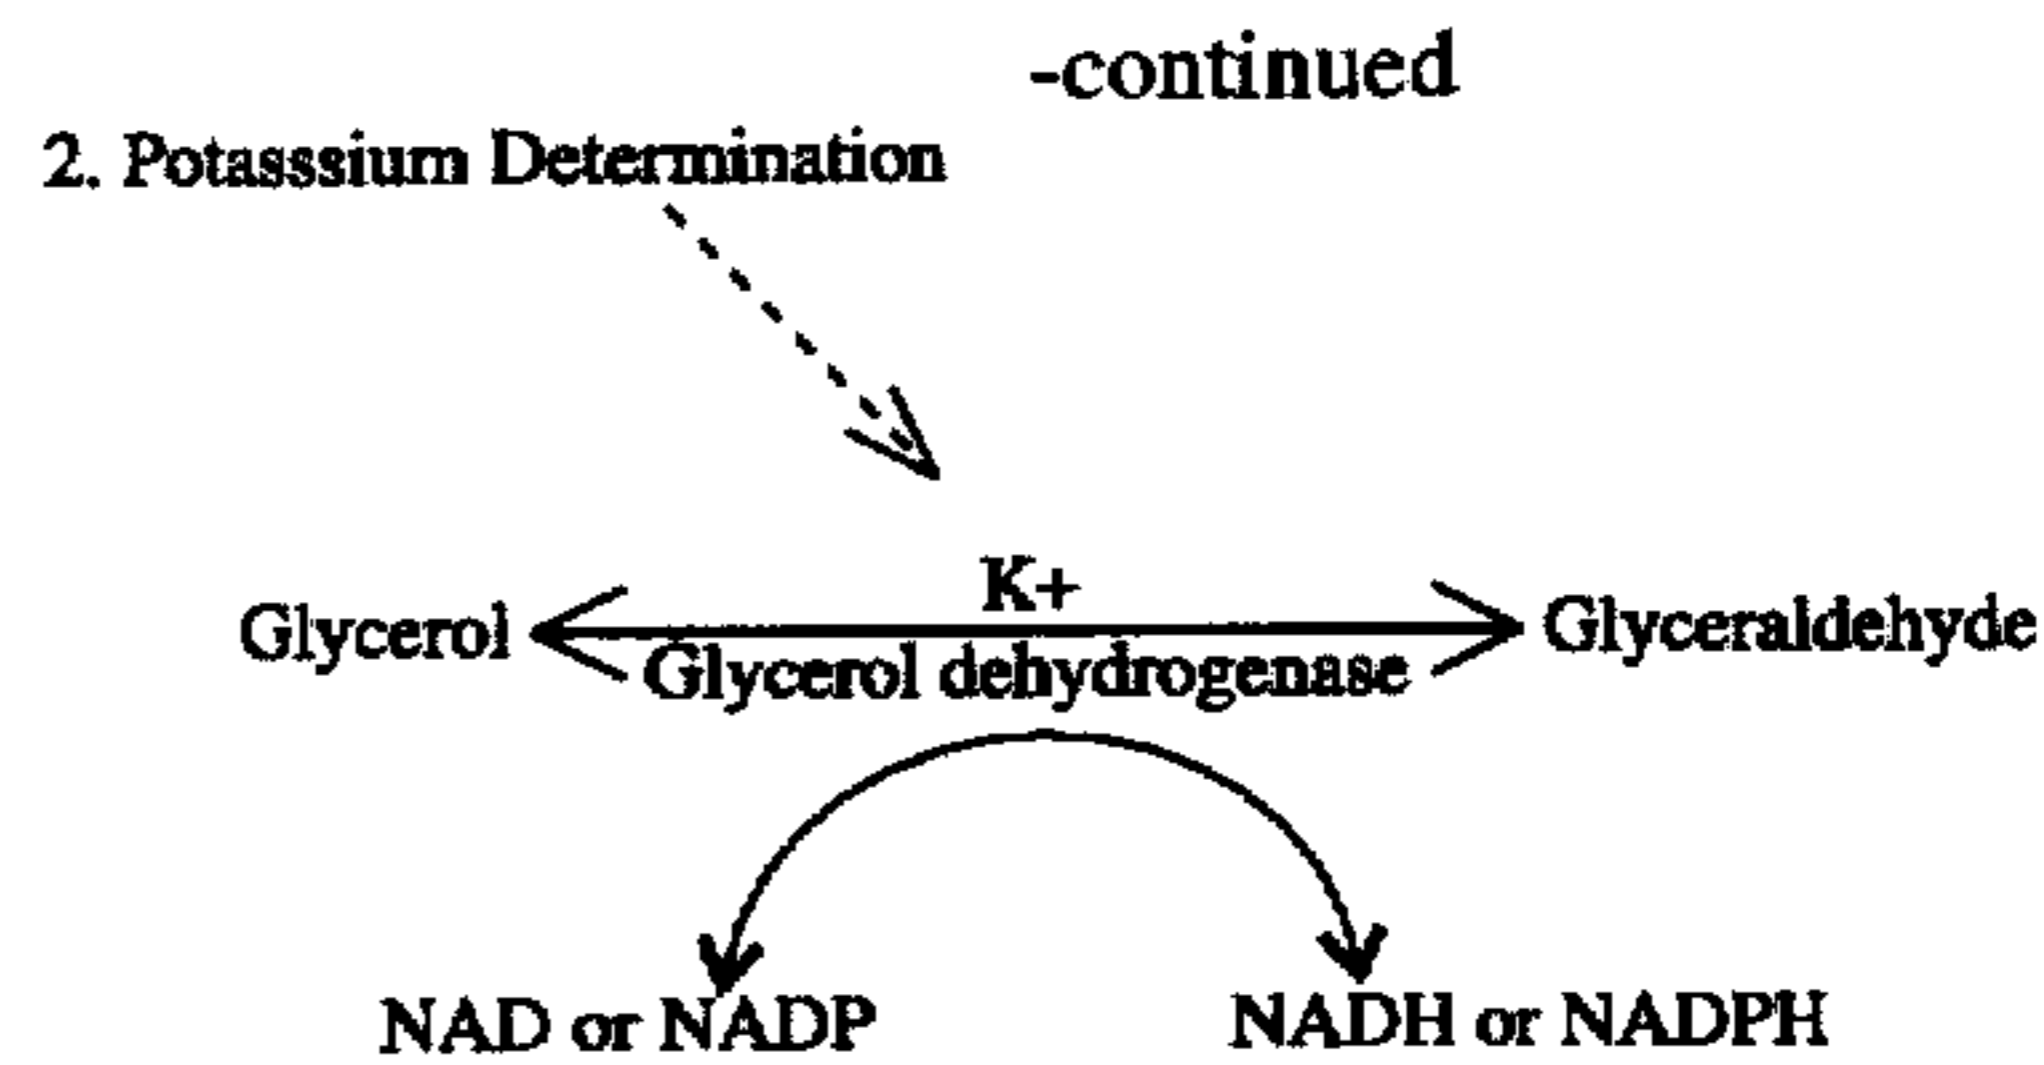 -continued
2. Potasssium Determination
K+
Glycerol Glyceraldehyde
Glycerol dehydrogenase
NAD or NADP NADH or NADPH